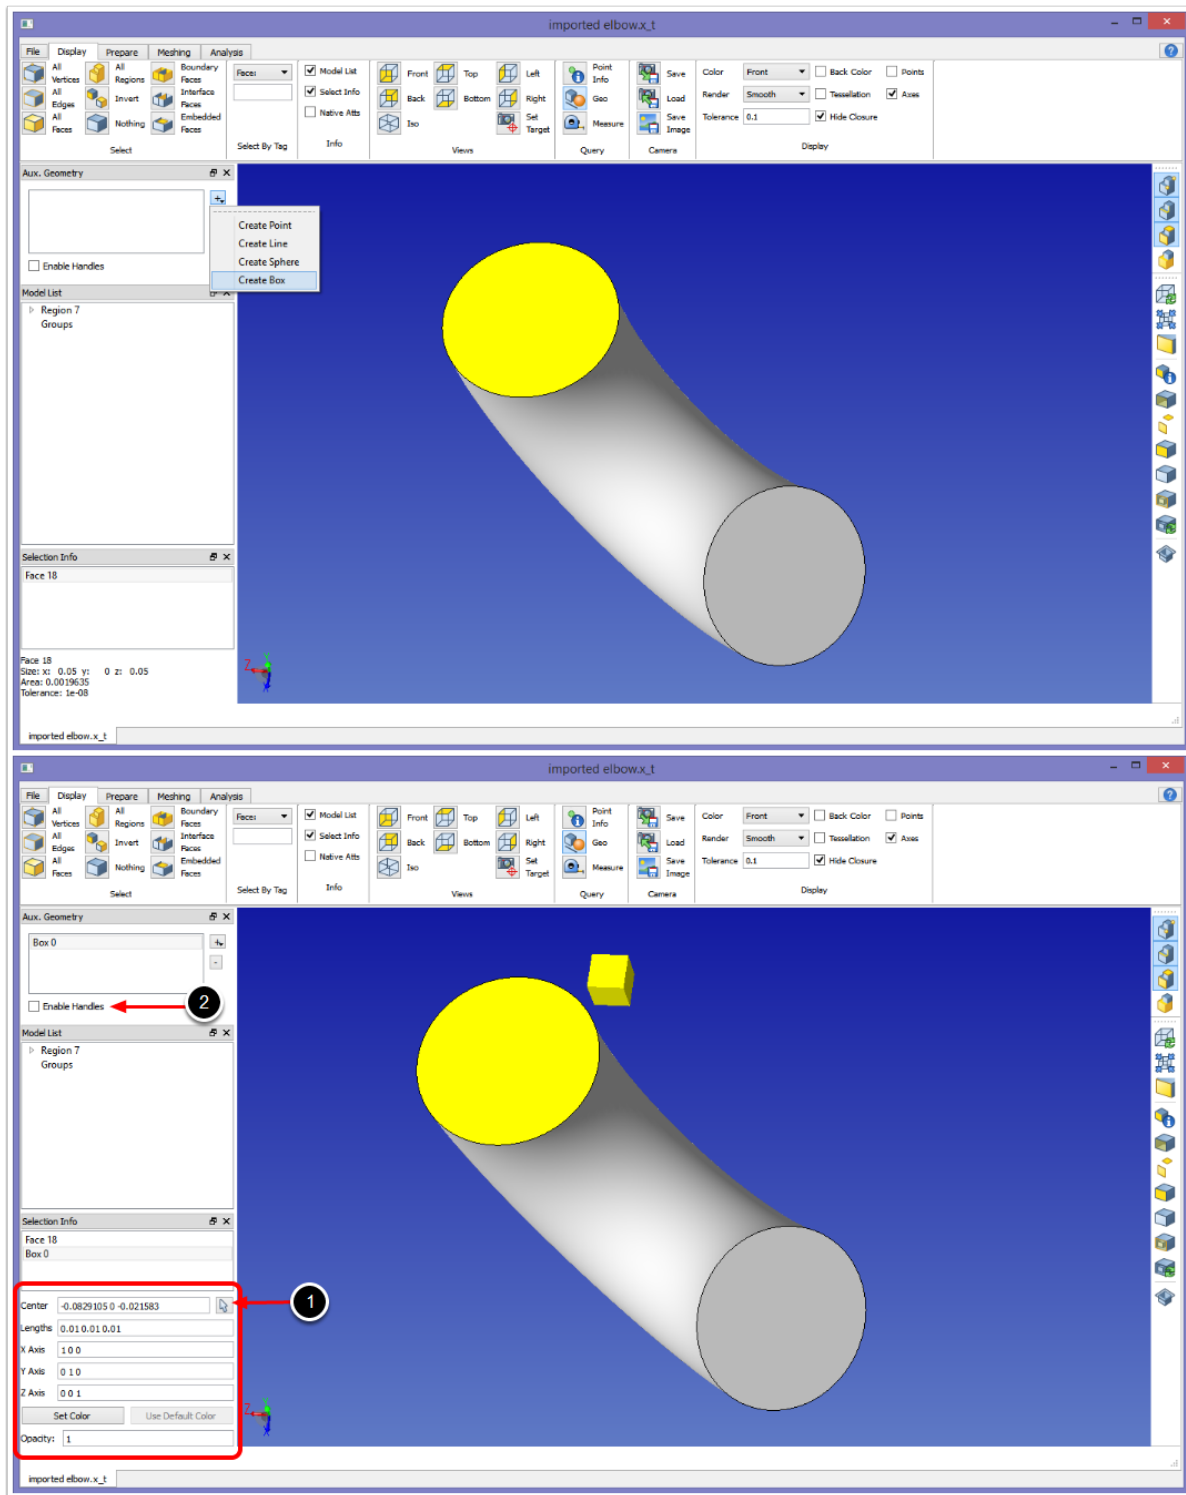 imported elbow.x_t
File Display Prepare Meshing Analysis
All Vertices All Regions Boundary Faces
All Edges Invert Interface Faces
All Faces Nothing Embedded Faces
Select
Faces
Select By Tag
Model List
Select Info
Native Atts
Info
Front Top Left
Back Bottom Right
Iso Set Target
Views
Point Info
Geo
Measure
Query
Save
Load
Save Image
Camera
Color Front Back Color Points
Render Smooth Tessellation Axes
Tolerance 0.1 Hide Closure
Display
Aux. Geometry
Create Point
Create Line
Create Sphere
Create Box
Enable Handles
Model List
Region 7
Groups
Selection Info
Face 18
Face 18
Size: x: 0.05 y: 0 z: 0.05
Area: 0.0019635
Tolerance: 1e-08
Z Y X
imported elbow.x_t
imported elbow.x_t
File Display Prepare Meshing Analysis
All Vertices All Regions Boundary Faces
All Edges Invert Interface Faces
All Faces Nothing Embedded Faces
Select
Faces
Select By Tag
Model List
Select Info
Native Atts
Info
Front Top Left
Back Bottom Right
Iso Set Target
Views
Point Info
Geo
Measure
Query
Save
Load
Save Image
Camera
Color Front Back Color Points
Render Smooth Tessellation Axes
Tolerance 0.1 Hide Closure
Display
Aux. Geometry
Box 0
Enable Handles
2
Model List
Region 7
Groups
Selection Info
Face 18
Box 0
Center -0.0829105 0 -0.021583
1
Lengths 0.01 0.01 0.01
X Axis 1 0 0
Y Axis 0 1 0
Z Axis 0 0 1
Set Color Use Default Color
Opacity: 1
Z Y X
imported elbow.x_t